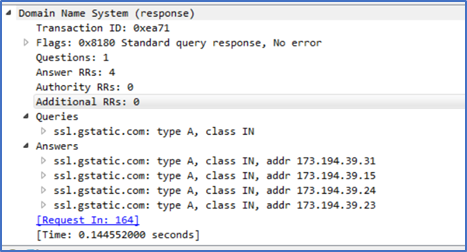 Domain Name System (response)
Transaction ID: 0xea71
Flags: 0x8180 Standard query response, No error
Questions: 1
Answer RRs: 4
Authority RRs: 0
Additional RRs: 0
Queries
ssl.gstatic.com: type A, class IN
Answers
ssl.gstatic.com: type A, class IN, addr 173.194.39.31
ssl.gstatic.com: type A, class IN, addr 173.194.39.15
ssl.gstatic.com: type A, class IN, addr 173.194.39.24
ssl.gstatic.com: type A, class IN, addr 173.194.39.23
[Request In: 164]
[Time: 0.144552000 seconds]